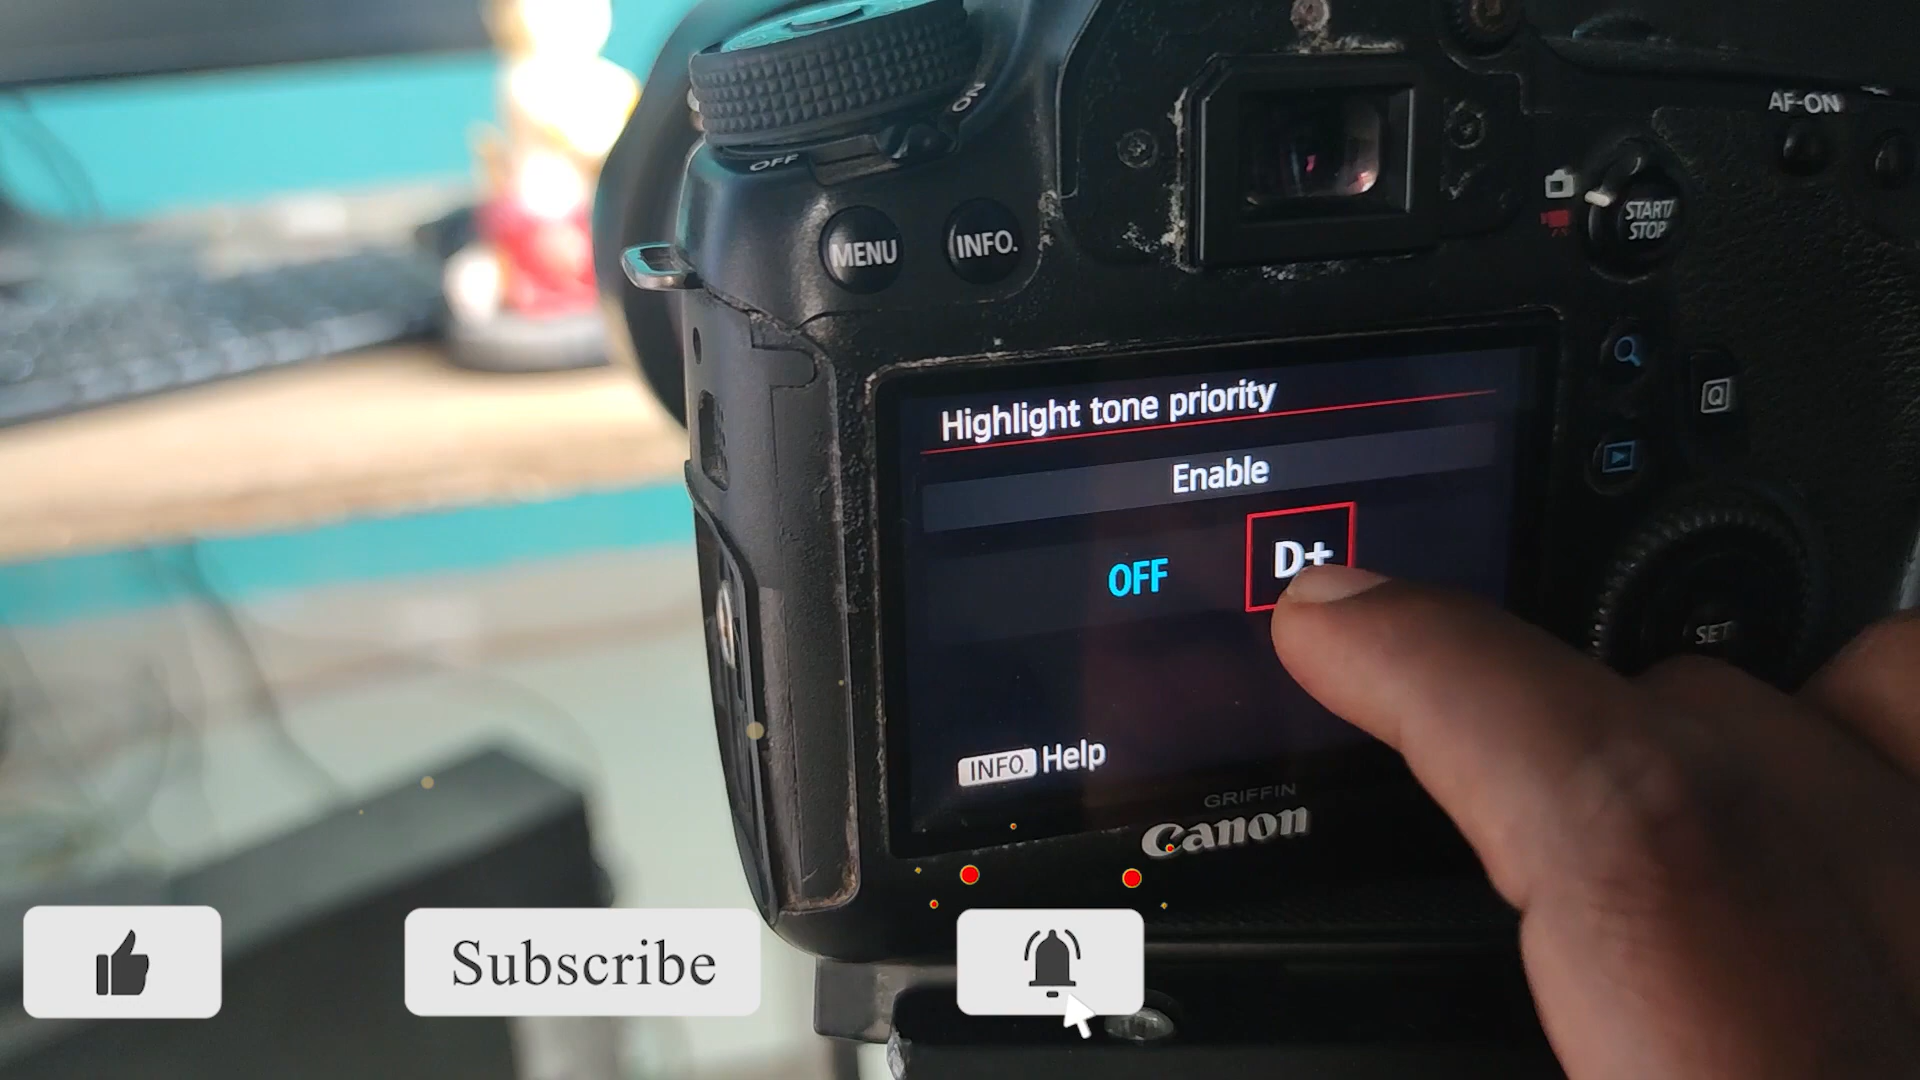 ON
OFF
AF-ON
MENU
INFO.
START/
STOP
Q
Highlight tone priority
Enable
OFF
D+
SET
INFO. Help
GRIFFIN
Canon
Subscribe